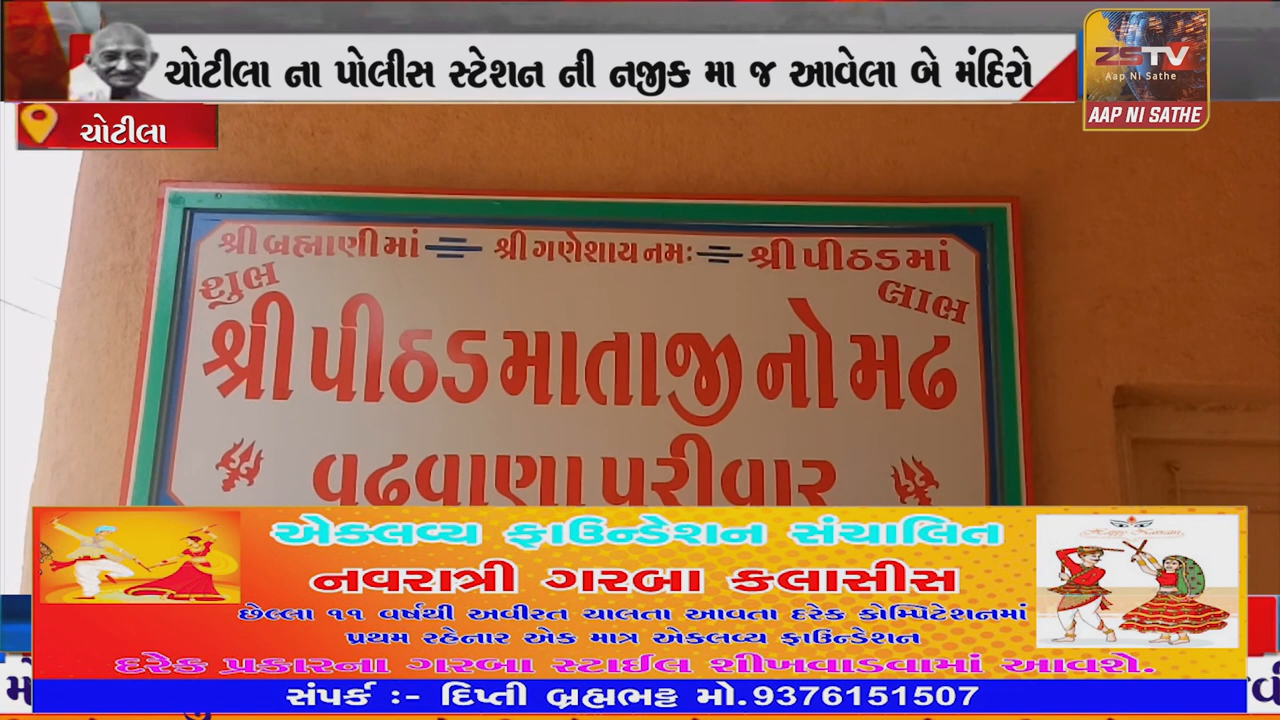 ચોટીલા ના પોલીસ સ્ટેશન ની નજીક મા જ આવેલા બે મંદિરો
ZSTV
Aap Ni Sathe
AAP NI SATHE
ચોટીલા
શ્રી બ્રહ્માણી માં શ્રી ગણેશાય નમઃ શ્રી પીઠડ માં
શુભ લાભ
શ્રી પીઠડ માતાજી નો મઢ
વઢવાણા પરીવાર
એકલવ્ય ફાઉન્ડેશન સંચાલિત
નવરાત્રી ગરબા કલાસીસ
છેલ્લા ૧૧ વર્ષથી અવીરત ચાલતા આવતા દરેક કોમ્પિટેશનમાં
પ્રથમ રહેનાર એક માત્ર એકલવ્ય ફાઉન્ડેશન
દરેક પ્રકારના ગરબા સ્ટાઈલ શીખવાડવામાં આવશે.
સંપર્ક :- દિપ્તી બ્રહ્મભટ્ટ મો.9376151507